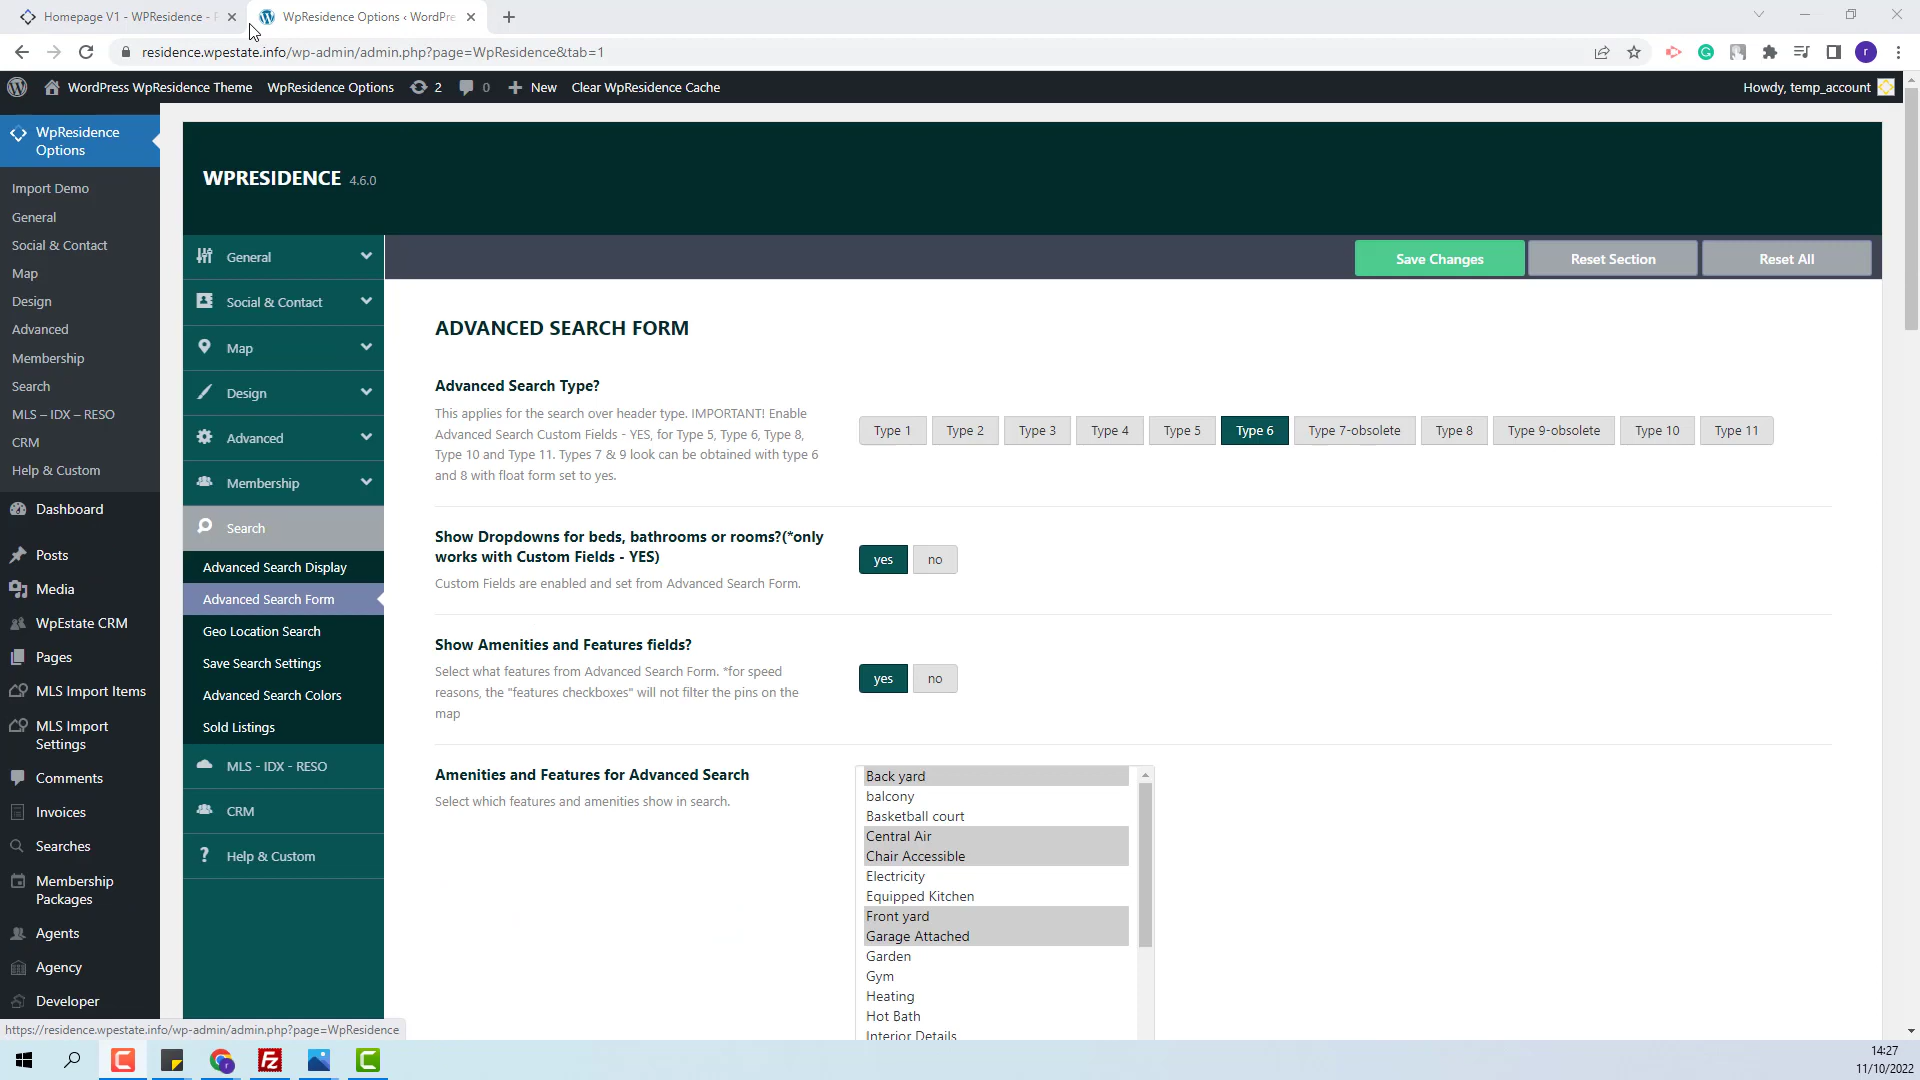 Homepage V1 - WPResidence -
WpResidence Options ‹ WordPre
residence.wpestate.info/wp-admin/admin.php?page=WpResidence&tab=1
r
WordPress WpResidence Theme
WpResidence Options
2
0
New
Clear WpResidence Cache
Howdy, temp_account
WpResidence
Options
Import Demo
General
Social & Contact
Map
Design
Advanced
Membership
Search
MLS – IDX – RESO
CRM
Help & Custom
Dashboard
Posts
Media
WpEstate CRM
Pages
MLS Import Items
MLS Import
Settings
Comments
Invoices
Searches
Membership
Packages
Agents
Agency
Developer
WPRESIDENCE 4.6.0
General
Social & Contact
Map
Design
Advanced
Membership
Search
Advanced Search Display
Advanced Search Form
Geo Location Search
Save Search Settings
Advanced Search Colors
Sold Listings
MLS - IDX - RESO
CRM
Help & Custom
Save Changes
Reset Section
Reset All
ADVANCED SEARCH FORM
Advanced Search Type?
This applies for the search over header type. IMPORTANT! Enable
Advanced Search Custom Fields - YES, for Type 5, Type 6, Type 8,
Type 10 and Type 11. Types 7 & 9 look can be obtained with type 6
and 8 with float form set to yes.
Type 1
Type 2
Type 3
Type 4
Type 5
Type 6
Type 7-obsolete
Type 8
Type 9-obsolete
Type 10
Type 11
Show Dropdowns for beds, bathrooms or rooms?(*only
works with Custom Fields - YES)
Custom Fields are enabled and set from Advanced Search Form.
yes
no
Show Amenities and Features fields?
Select what features from Advanced Search Form. *for speed
reasons, the "features checkboxes" will not filter the pins on the
map
yes
no
Amenities and Features for Advanced Search
Select which features and amenities show in search.
Back yard
balcony
Basketball court
Central Air
Chair Accessible
Electricity
Equipped Kitchen
Front yard
Garage Attached
Garden
Gym
Heating
Hot Bath
Interior Details
https://residence.wpestate.info/wp-admin/admin.php?page=WpResidence
14:27
11/10/2022